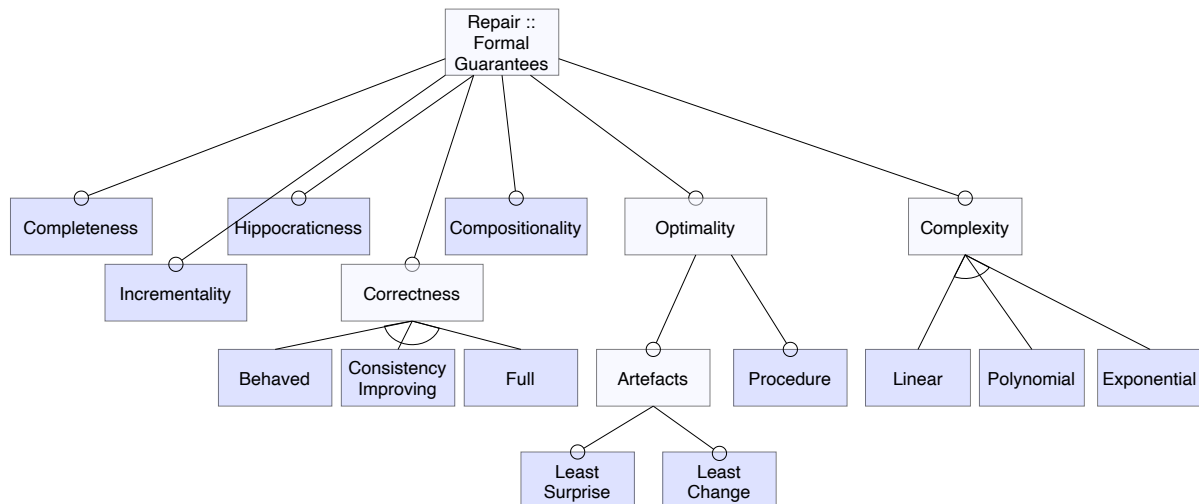 Repair ::
Formal
Guarantees
Completeness
Hippocraticness
Compositionality
Optimality
Complexity
Incrementality
Correctness
Behaved
Consistency
Improving
Full
Artefacts
Procedure
Linear
Polynomial
Exponential
Least
Surprise
Least
Change